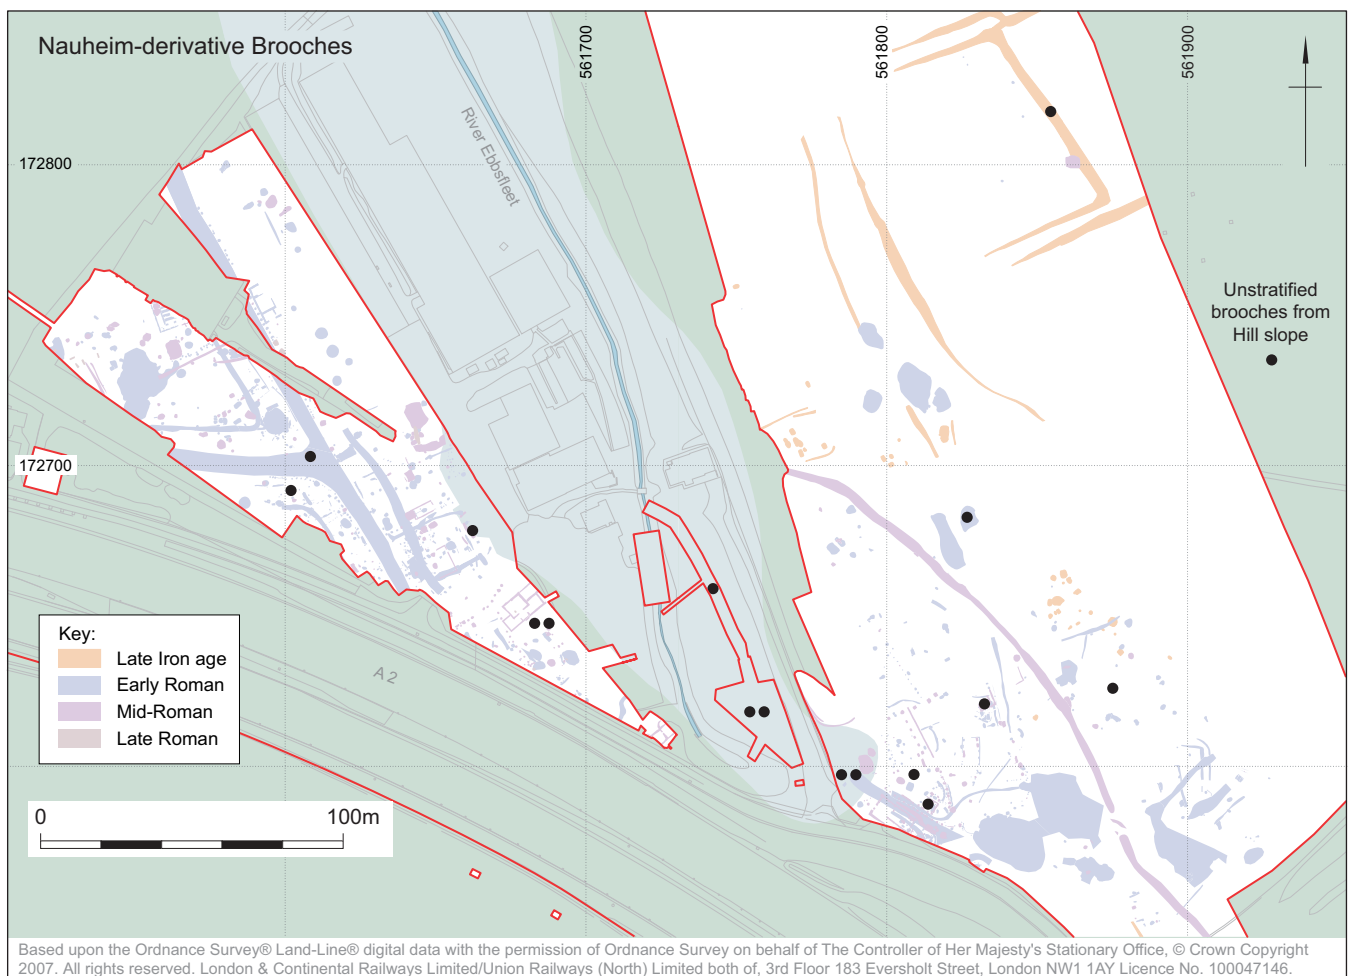 Nauheim-derivative Brooches
561700
561800
561900
172800
River Ebbsfleet
Unstratified
brooches from
Hill slope
172700
Key:
Late Iron age
Early Roman
Mid-Roman
Late Roman
A 2
0 100m
Based upon the Ordnance Survey® Land-Line® digital data with the permission of Ordnance Survey on behalf of The Controller of Her Majesty's Stationary Office, © Crown Copyright
2007. All rights reserved. London & Continental Railways Limited/Union Railways (North) Limited both of, 3rd Floor 183 Eversholt Street, London NW1 1AY Licence No. 100047146.